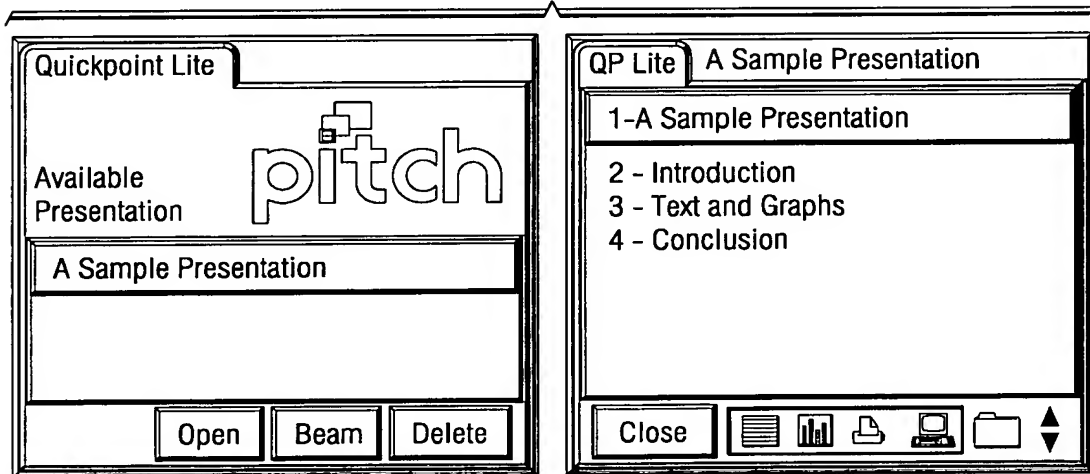 Quickpoint Lite
pitch
Available
Presentation
A Sample Presentation
Open Beam Delete
QP Lite A Sample Presentation
1-A Sample Presentation
2 - Introduction
3 - Text and Graphs
4 - Conclusion
Close